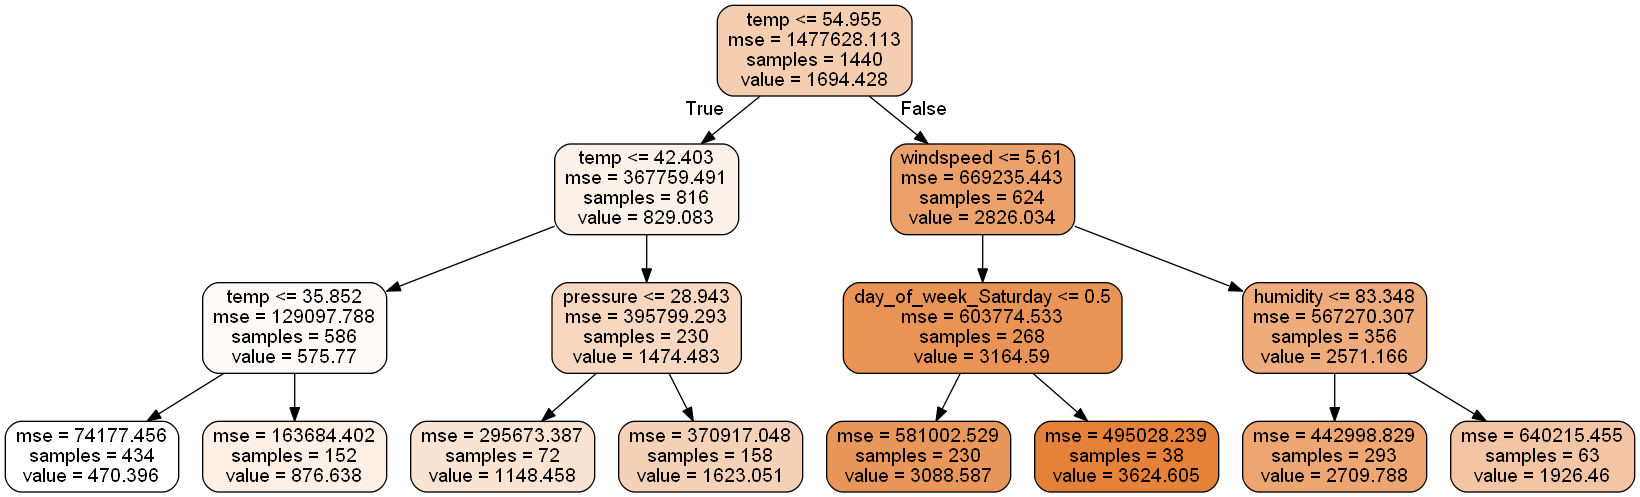 temp <= 54.955
mse = 1477628.113
samples = 1440
value = 1694.428
True
False
temp <= 42.403
mse = 367759.491
samples = 816
value = 829.083
windspeed <= 5.61
mse = 669235.443
samples = 624
value = 2826.034
temp <= 35.852
mse = 129097.788
samples = 586
value = 575.77
pressure <= 28.943
mse = 395799.293
samples = 230
value = 1474.483
day_of_week_Saturday <= 0.5
mse = 603774.533
samples = 268
value = 3164.59
humidity <= 83.348
mse = 567270.307
samples = 356
value = 2571.166
mse = 74177.456
samples = 434
value = 470.396
mse = 163684.402
samples = 152
value = 876.638
mse = 295673.387
samples = 72
value = 1148.458
mse = 370917.048
samples = 158
value = 1623.051
mse = 581002.529
samples = 230
value = 3088.587
mse = 495028.239
samples = 38
value = 3624.605
mse = 442998.829
samples = 293
value = 2709.788
mse = 640215.455
samples = 63
value = 1926.46